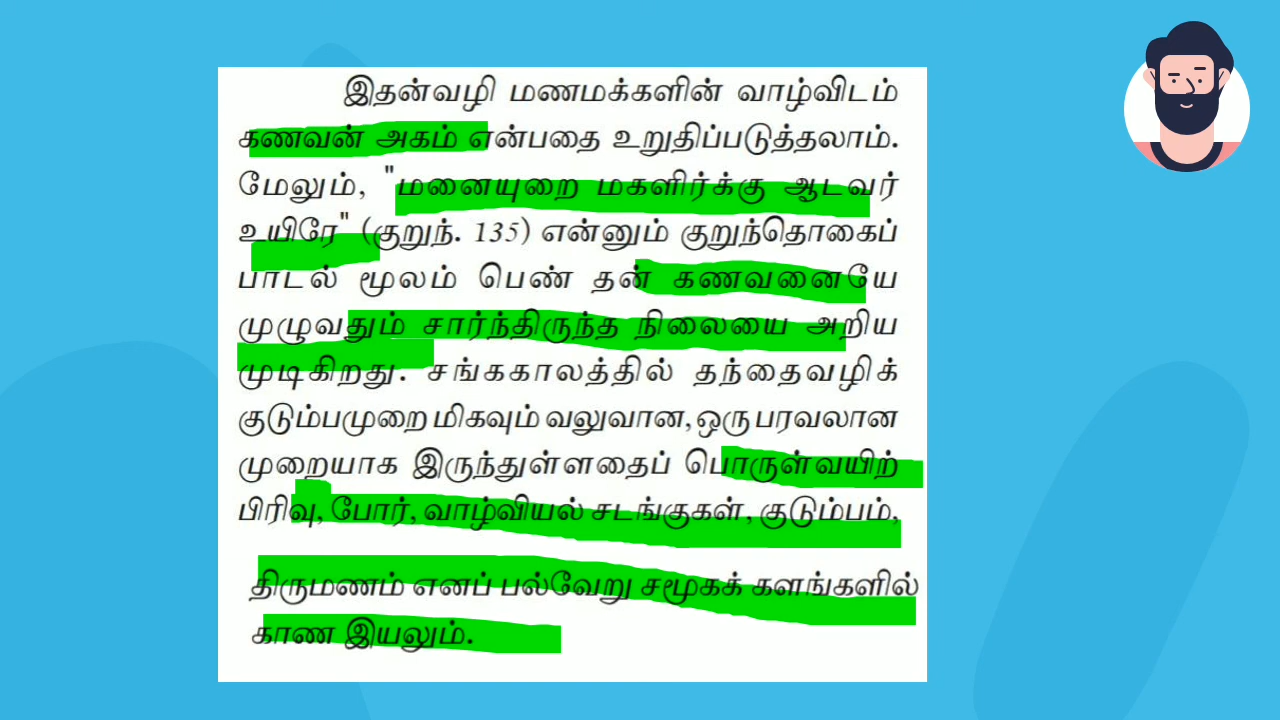 இதன்வழி மணமக்களின் வாழ்விடம்
கணவன் அகம் என்பதை உறுதிப்படுத்தலாம்.
மேலும், "மனையுறை மகளிர்க்கு ஆடவர்
உயிரே" (குறுந். 135) என்னும் குறுந்தொகைப்
பாடல் மூலம் பெண் தன் கணவனையே
முழுவதும் சார்ந்திருந்த நிலையை அறிய
முடிகிறது. சங்ககாலத்தில் தந்தைவழிக்
குடும்பமுறை மிகவும் வலுவான, ஒரு பரவலான
முறையாக இருந்துள்ளதைப் பொருள்வயிற்
பிரிவு, போர், வாழ்வியல் சடங்குகள், குடும்பம்,
திருமணம் எனப் பல்வேறு சமூகக் களங்களில்
காண இயலும்.